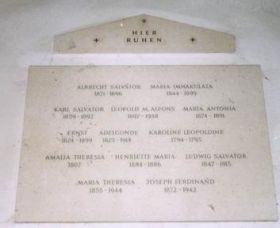 HIER
RUHEN
ALBRECHT SALVATOR MARIA IMMAKULATA
1871-1896 1844-1899
KARL SALVATOR LEOPOLD M. ALFONS MARIA ANTONIA
1839-1892 1897-1958 1874-1891
ERNST ADELGUNDE KAROLINE LEOPOLDINE
1824-1899 1823-1914 1794-1795
AMALIA THERESIA HENRIETTE MARIA LUDWIG SALVATOR
1807 1884-1886 1847-1915
MARIA THERESIA JOSEPH FERDINAND
1855-1944 1872-1942